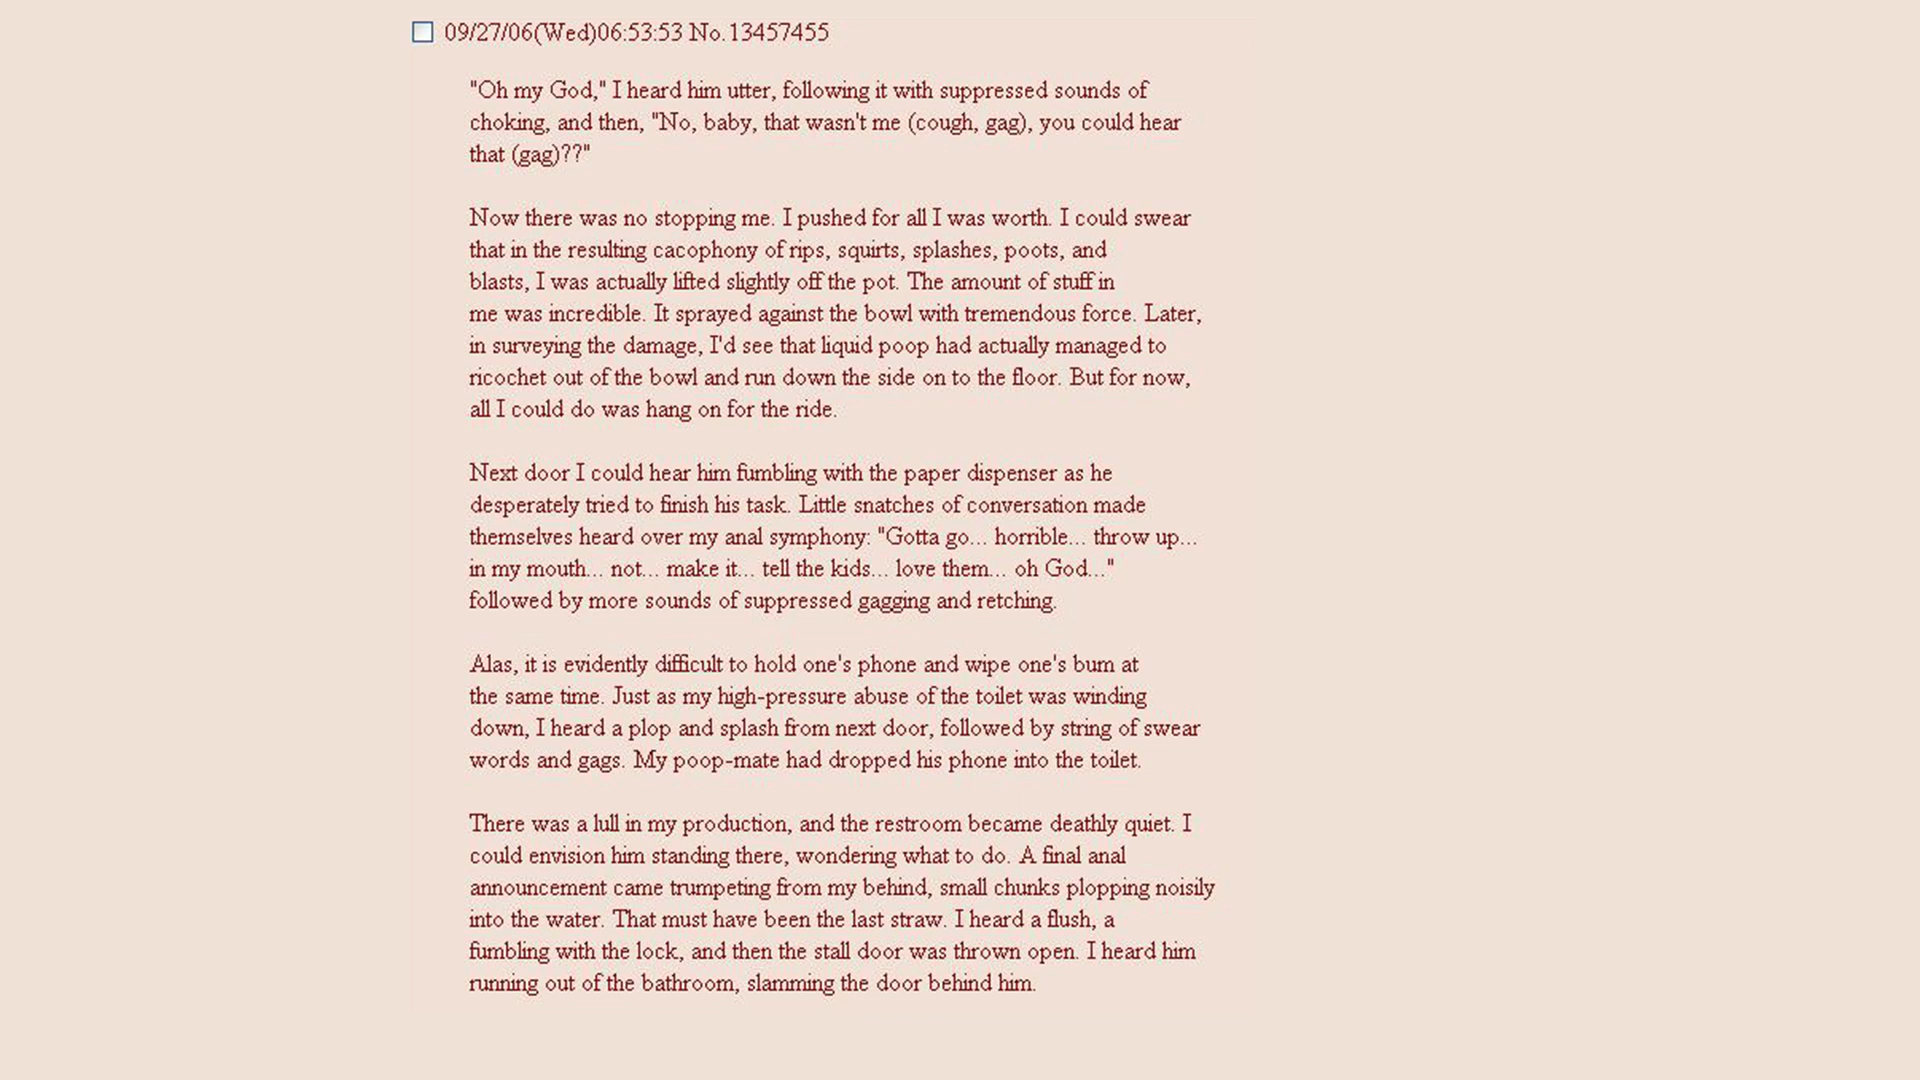 09/27/06(Wed)06:53:53 No.13457455
"Oh my God," I heard him utter, following it with suppressed sounds of
choking, and then, "No, baby, that wasn't me (cough, gag), you could hear
that (gag)??"
Now there was no stopping me. I pushed for all I was worth. I could swear
that in the resulting cacophony of rips, squirts, splashes, poots, and
blasts, I was actually lifted slightly off the pot. The amount of stuff in
me was incredible. It sprayed against the bowl with tremendous force. Later,
in surveying the damage, I'd see that liquid poop had actually managed to
ricochet out of the bowl and run down the side on to the floor. But for now,
all I could do was hang on for the ride.
Next door I could hear him fumbling with the paper dispenser as he
desperately tried to finish his task. Little snatches of conversation made
themselves heard over my anal symphony: "Gotta go... horrible... throw up...
in my mouth... not... make it... tell the kids... love them... oh God..."
followed by more sounds of suppressed gagging and retching.
Alas, it is evidently difficult to hold one's phone and wipe one's bum at
the same time. Just as my high-pressure abuse of the toilet was winding
down, I heard a plop and splash from next door, followed by string of swear
words and gags. My poop-mate had dropped his phone into the toilet.
There was a lull in my production, and the restroom became deathly quiet. I
could envision him standing there, wondering what to do. A final anal
announcement came trumpeting from my behind, small chunks plopping noisily
into the water. That must have been the last straw. I heard a flush, a
fumbling with the lock, and then the stall door was thrown open. I heard him
running out of the bathroom, slamming the door behind him.